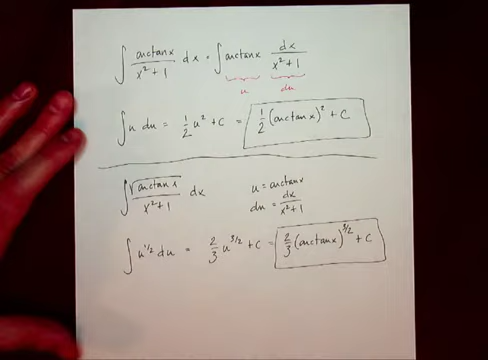 ∫ arctan x / x² + 1 dx = ∫ arctan x dx / x² + 1
u du
∫ u du = 1/2 u² + C = 1/2 (arctan x)² + C
∫ √arctan x / x² + 1 dx u = arctan x
du = dx / x² + 1
∫ u^1/2 du = 2/3 u^3/2 + C = 2/3 (arctan x)^3/2 + C